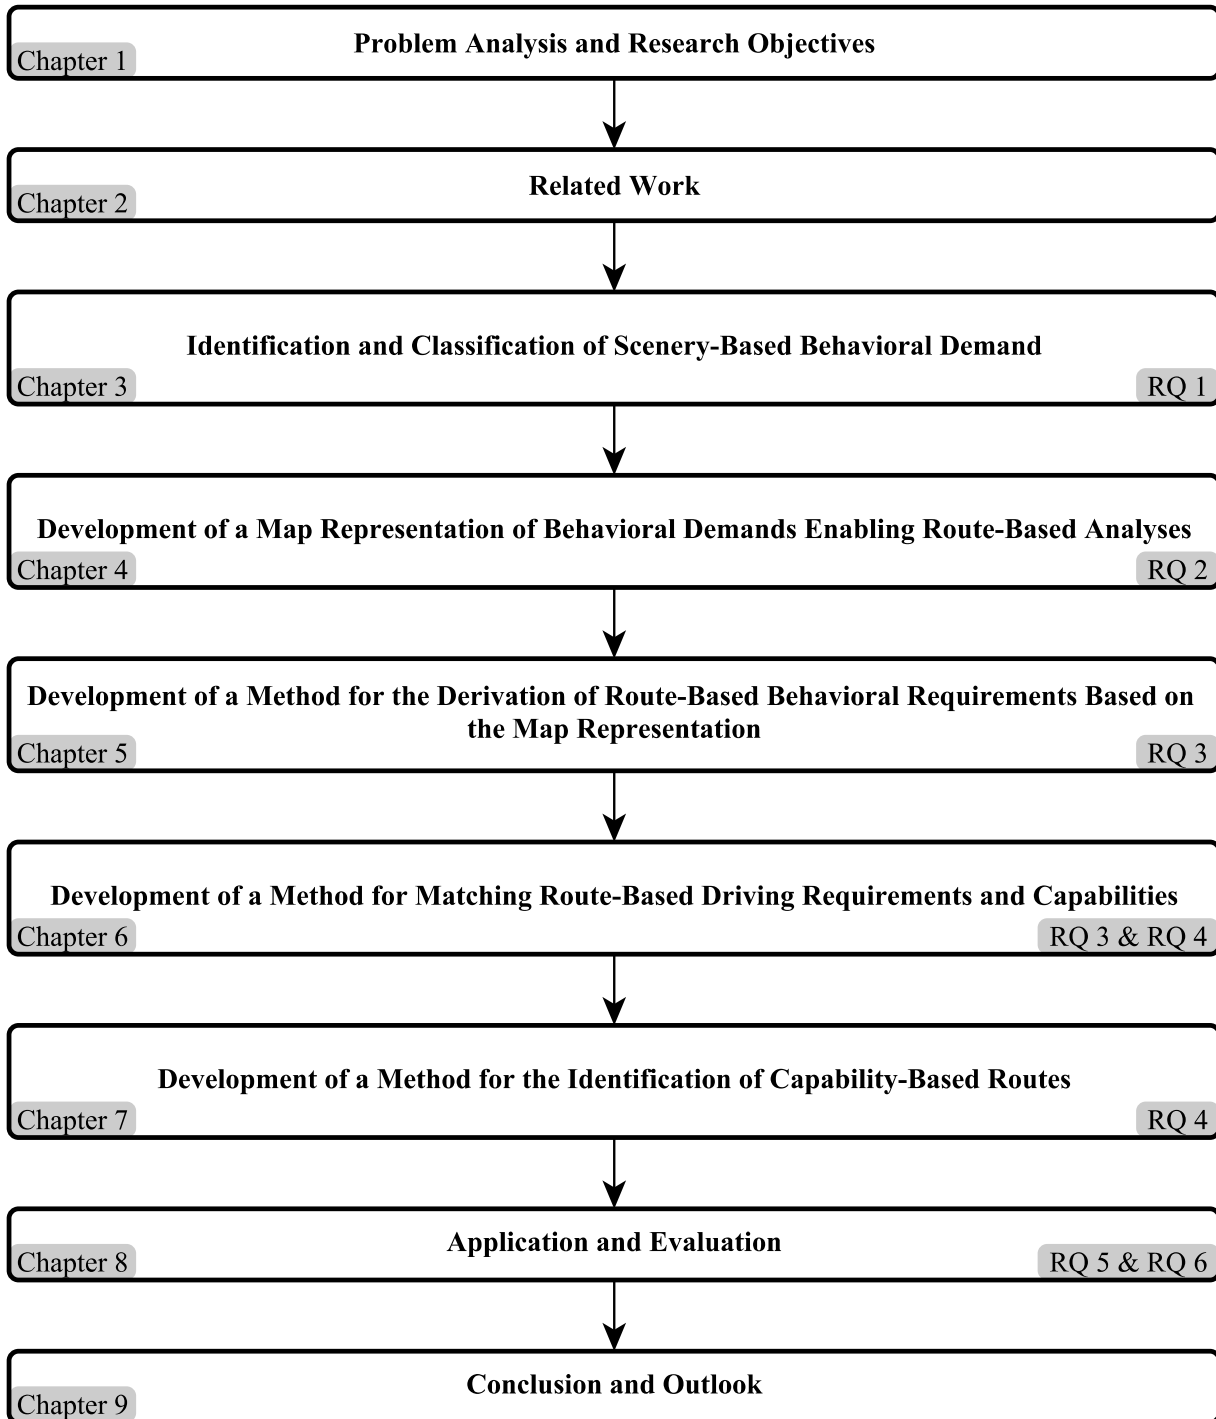 Problem Analysis and Research Objectives
Chapter 1
Related Work
Chapter 2
Identification and Classification of Scenery-Based Behavioral Demand
Chapter 3
RQ 1
Development of a Map Representation of Behavioral Demands Enabling Route-Based Analyses
Chapter 4
RQ 2
Development of a Method for the Derivation of Route-Based Behavioral Requirements Based on
the Map Representation
Chapter 5
RQ 3
Development of a Method for Matching Route-Based Driving Requirements and Capabilities
Chapter 6
RQ 3 & RQ 4
Development of a Method for the Identification of Capability-Based Routes
Chapter 7
RQ 4
Application and Evaluation
Chapter 8
RQ 5 & RQ 6
Conclusion and Outlook
Chapter 9